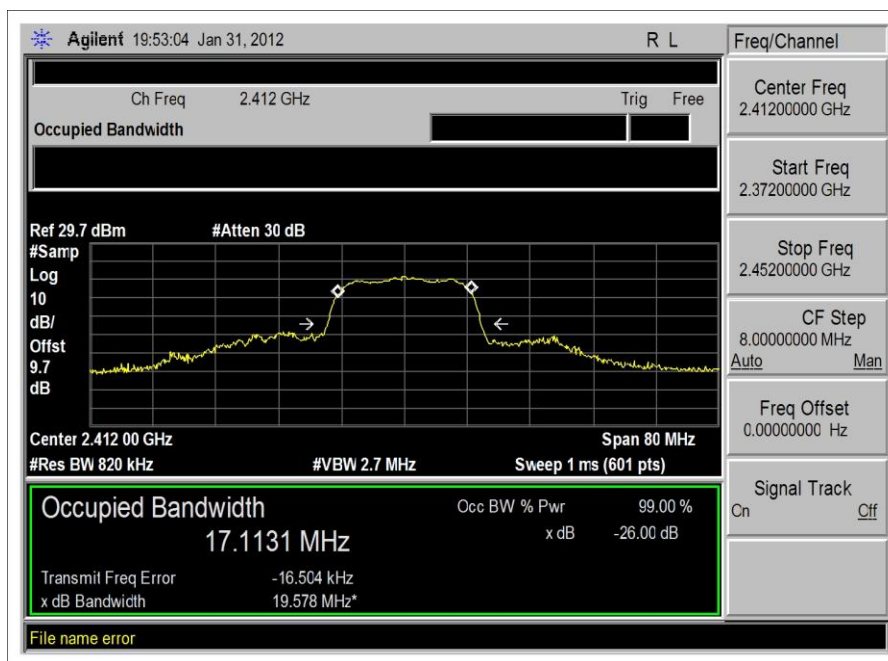 Agilent 19:53:04 Jan 31, 2012 R L
Freq/Channel
Ch Freq 2.412 GHz Trig Free
Occupied Bandwidth
Center Freq
2.41200000 GHz
Start Freq
2.37200000 GHz
Stop Freq
2.45200000 GHz
CF Step
8.00000000 MHz
Auto Man
Freq Offset
0.00000000 Hz
Signal Track
On Off
Ref 29.7 dBm #Atten 30 dB
#Samp
Log
10
dB/
Offst
9.7
dB
Center 2.412 00 GHz Span 80 MHz
#Res BW 820 kHz #VBW 2.7 MHz Sweep 1 ms (601 pts)
Occupied Bandwidth
17.1131 MHz
Occ BW % Pwr 99.00 %
x dB -26.00 dB
Transmit Freq Error -16.504 kHz
x dB Bandwidth 19.578 MHz*
File name error